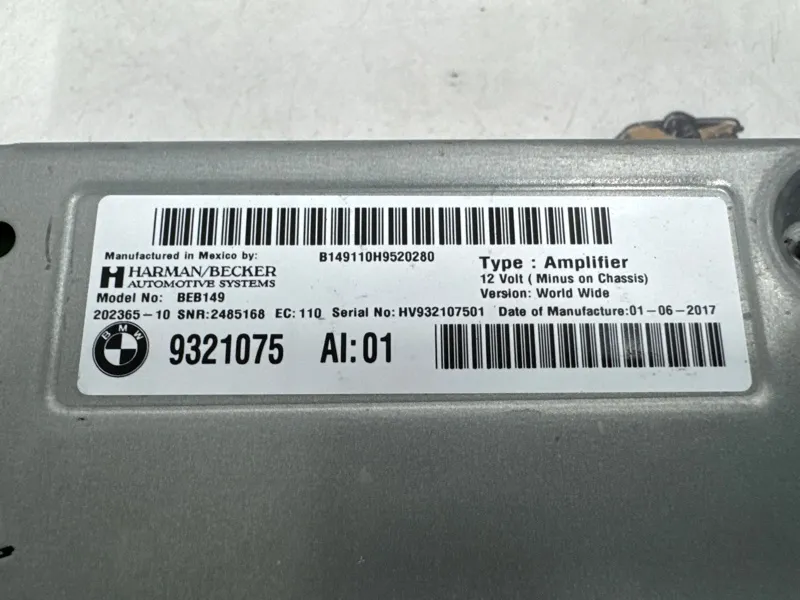 Manufactured in Mexico by:
B149110H9520280
HARMAN/BECKER
AUTOMOTIVE SYSTEMS
Type : Amplifier
12 Volt ( Minus on Chassis)
Model No: BEB149
Version: World Wide
202365-10 SNR:2485168 EC: 110 Serial No: HV932107501 Date of Manufacture:01-06-2017
BMW
9321075 AI:01